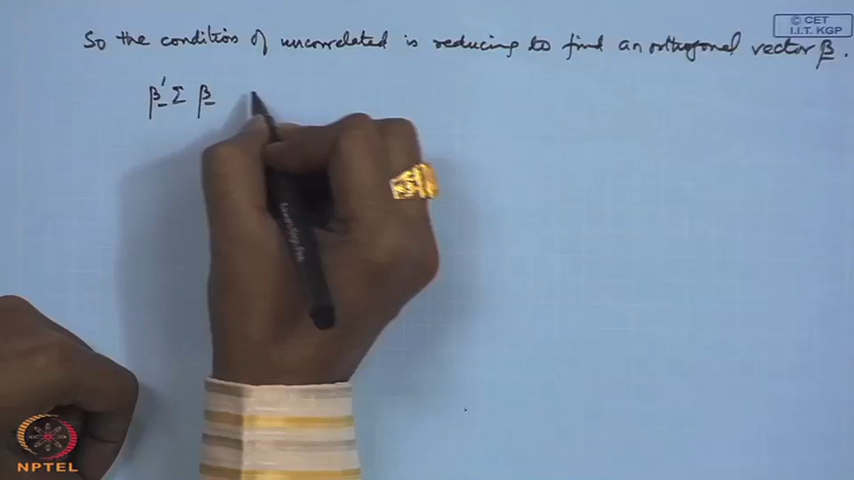 © CET
I.I.T. KGP
So the condition of uncorrelated is reducing to find an orthogonal vector β.
β' Σ β
NPTEL